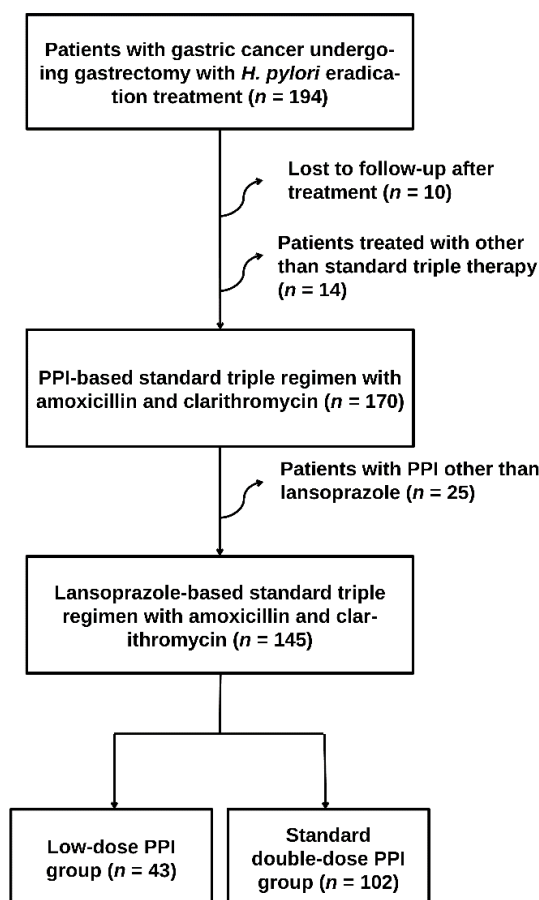 Patients with gastric cancer undergo-
ing gastrectomy with H. pylori eradica-
tion treatment (n = 194)
Lost to follow-up after
treatment (n = 10)
Patients treated with other
than standard triple therapy
(n = 14)
PPI-based standard triple regimen with
amoxicillin and clarithromycin (n = 170)
Patients with PPI other than
lansoprazole (n = 25)
Lansoprazole-based standard triple
regimen with amoxicillin and clar-
ithromycin (n = 145)
Low-dose PPI
group (n = 43)
Standard
double-dose PPI
group (n = 102)